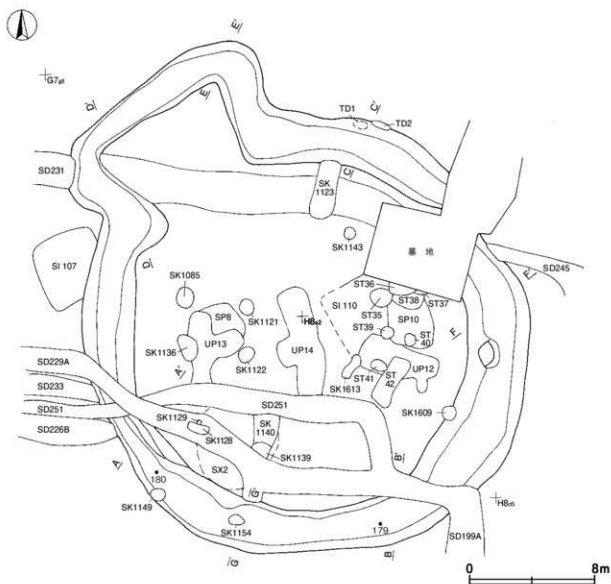 E'
G7g8
D'
E
C'
TD1
TD2
SD231
SK
1123
C
墓 地
SK1143
SI 107
D
SK1085
SI 110
ST36
ST38
ST37
SD245
F'
SP8
SK1121
H8a2
ST35
SP10
F
UP13
ST39
ST
40
SK1136
UP14
UP12
A'
SK1122
ST41
ST
42
SD229A
SK1613
SD233
SD251
SK1609
SD251
SK1129
SK
1140
SD226B
SK1128
SK1139
B'
SX2
A
180
G'
H8d5
SK1149
179
SK1154
G
B
SD199A
0
8m